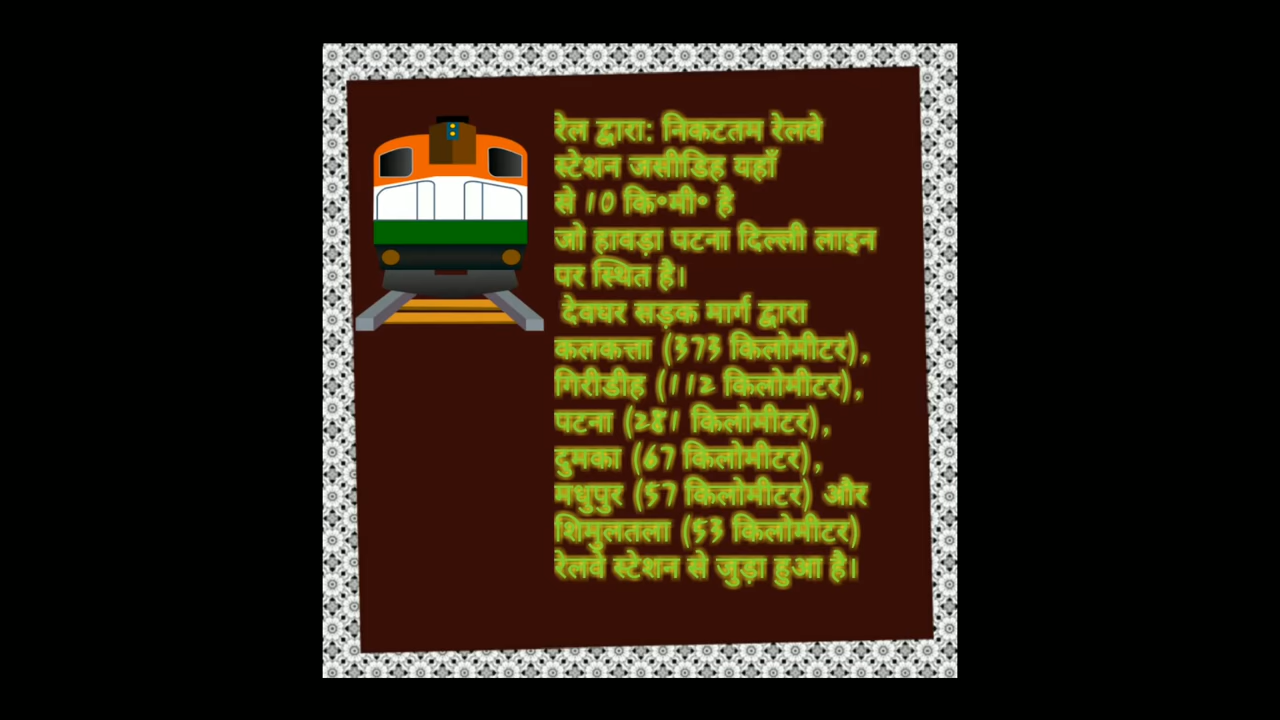 रेल द्वारा: निकटतम रेलवे
स्टेशन जसीडिह यहाँ
से 10 कि॰मी॰ है
जो हावड़ा पटना दिल्ली लाइन
पर स्थित है।
देवघर सड़क मार्ग द्वारा
कलकत्ता (373 किलोमीटर),
गिरीडीह (112 किलोमीटर),
पटना (281 किलोमीटर),
दुमका (67 किलोमीटर),
मधुपुर (57 किलोमीटर) और
शिमुलतला (53 किलोमीटर)
रेलवे स्टेशन से जुड़ा हुआ है।